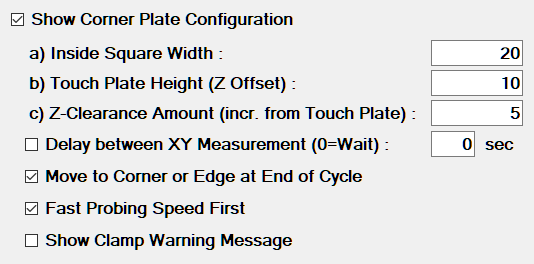 Show Corner Plate Configuration
a) Inside Square Width : 20
b) Touch Plate Height (Z Offset) : 10
c) Z-Clearance Amount (incr. from Touch Plate) : 5
Delay between XY Measurement (0=Wait) : 0 sec
Move to Corner or Edge at End of Cycle
Fast Probing Speed First
Show Clamp Warning Message